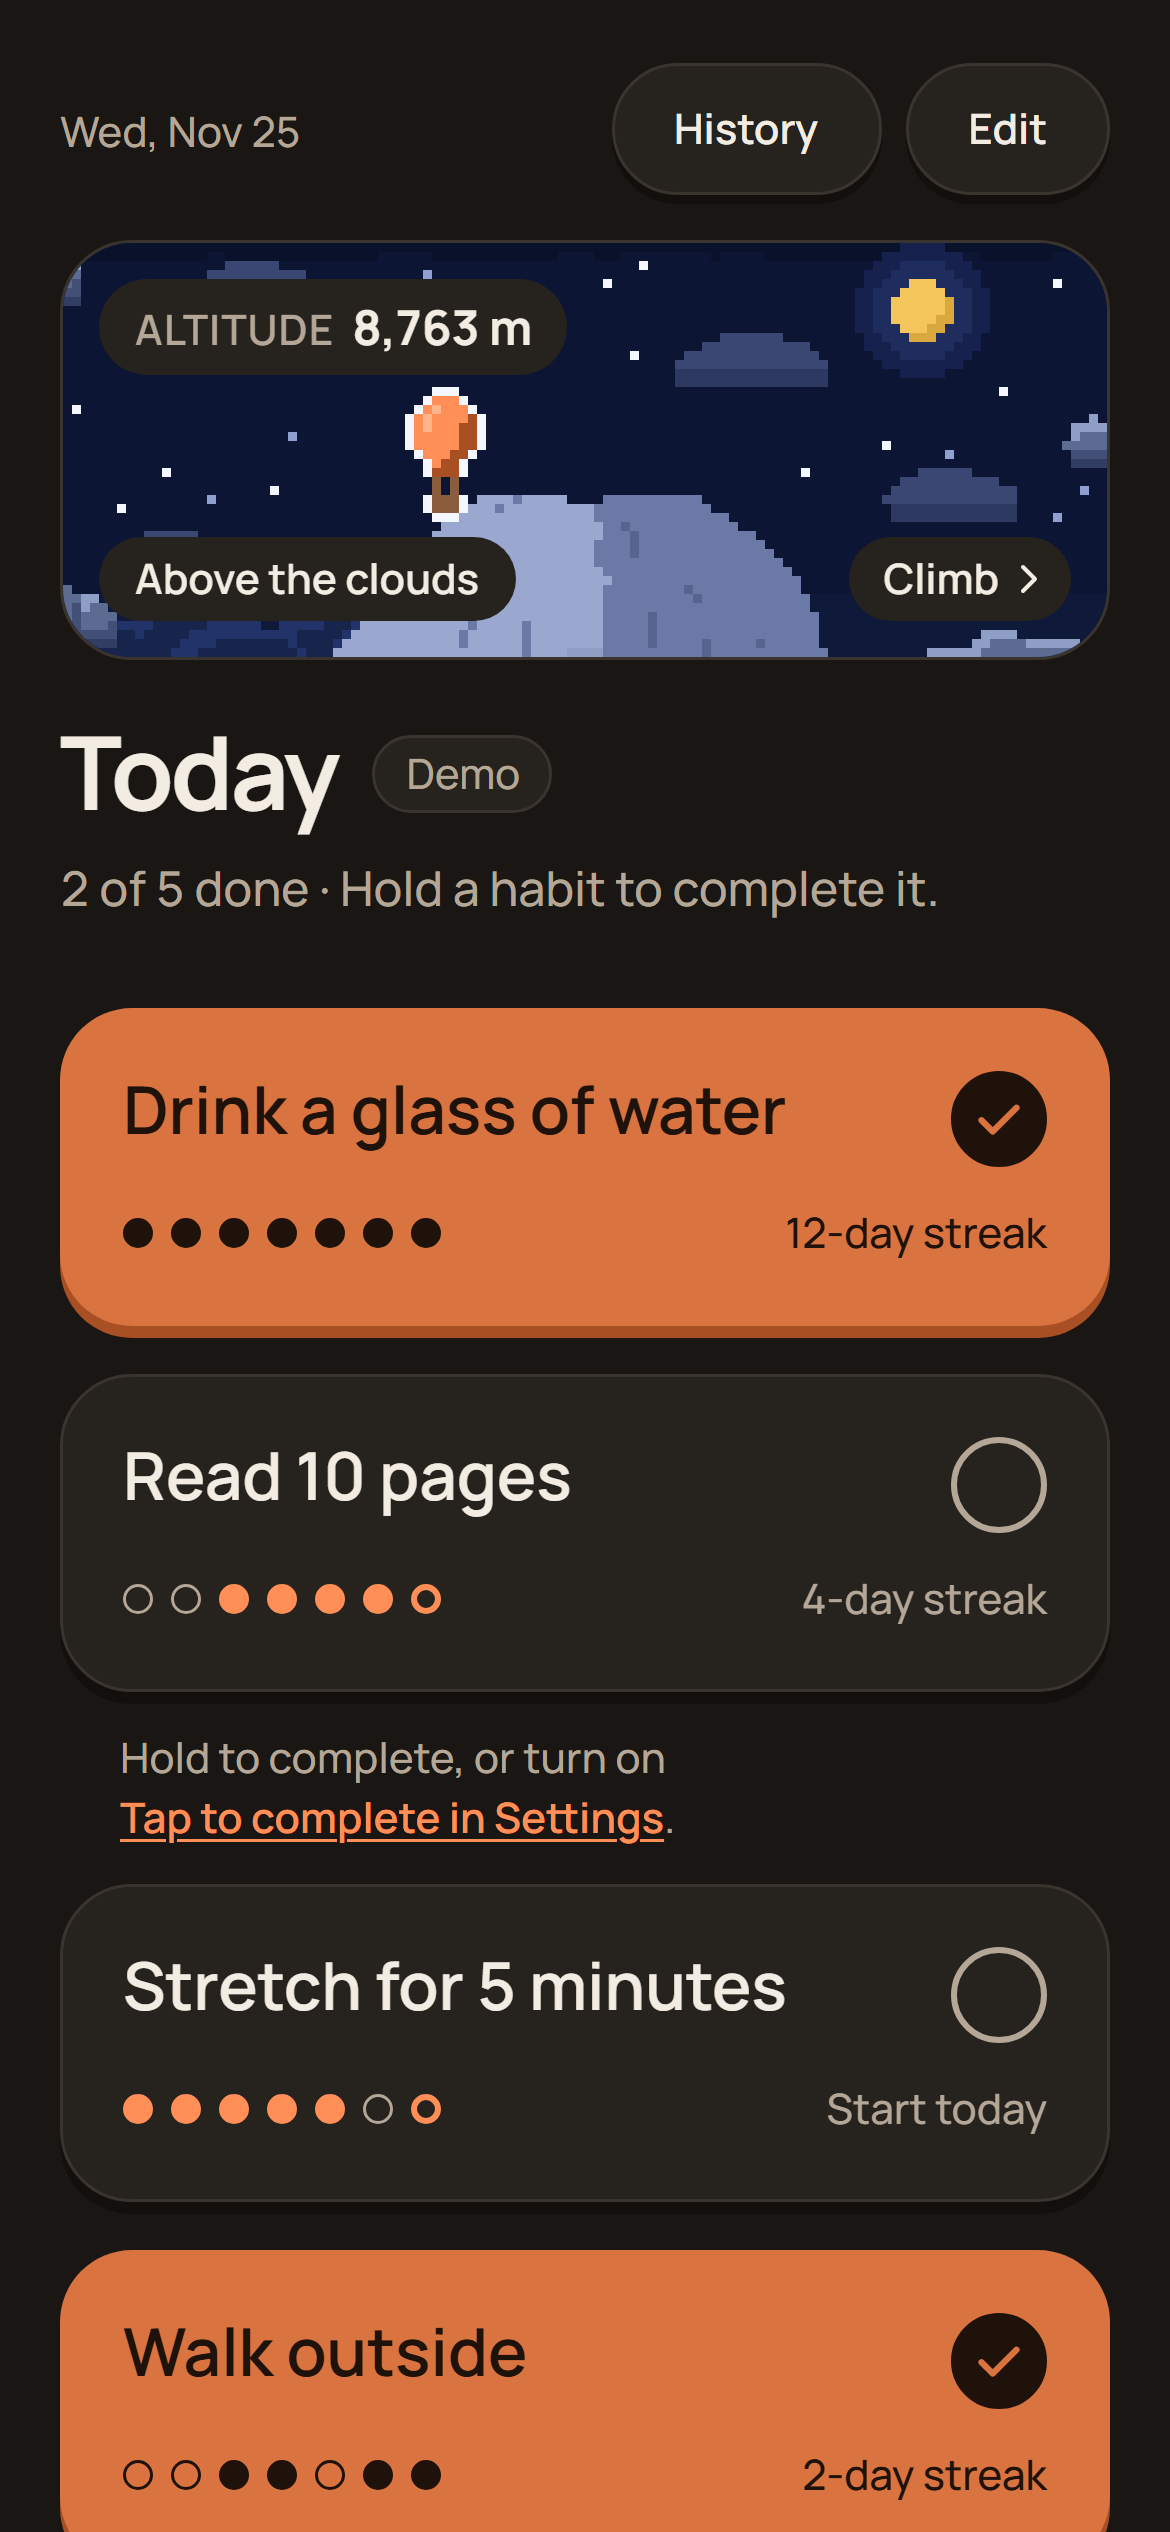 Wed, Nov 25
History
Edit
ALTITUDE 8,763 m
Above the clouds
Climb
Today
Demo
2 of 5 done · Hold a habit to complete it.
Drink a glass of water
12-day streak
Read 10 pages
4-day streak
Hold to complete, or turn on
Tap to complete in Settings.
Stretch for 5 minutes
Start today
Walk outside
2-day streak